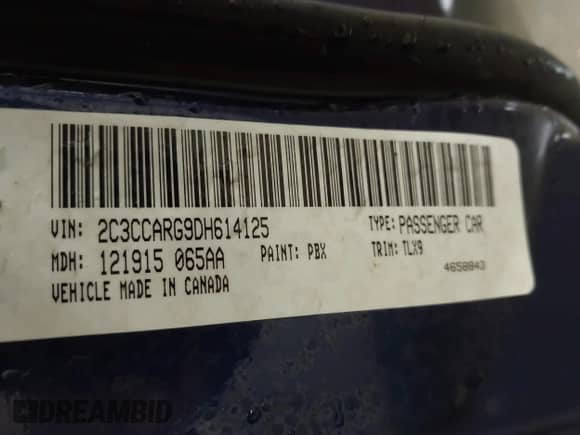 VIN: 2C3CCARG9DH614125 TYPE: PASSENGER CAR
MDH: 121915 065AA PAINT: PBX TRIM: TLX9
VEHICLE MADE IN CANADA 4658843
DREAMBID